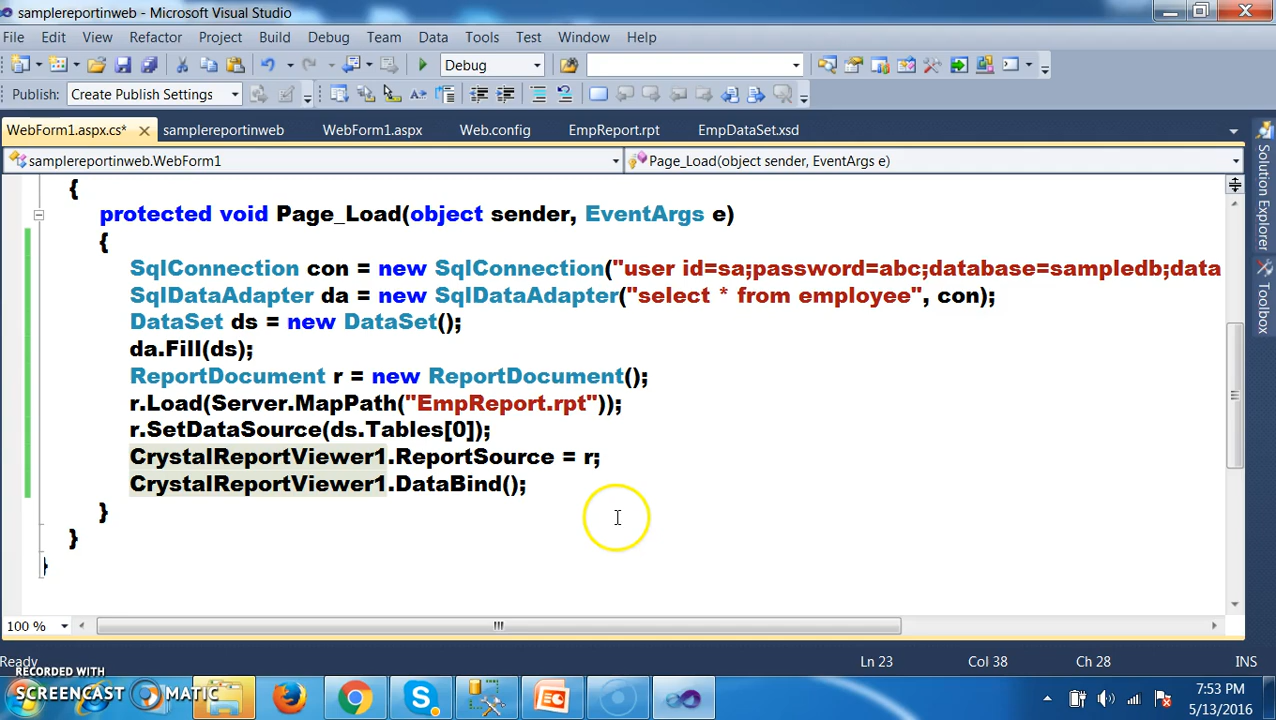 samplereportinweb - Microsoft Visual Studio
File Edit View Refactor Project Build Debug Team Data Tools Test Window Help
Debug
Publish: Create Publish Settings
WebForm1.aspx.cs* samplereportinweb WebForm1.aspx Web.config EmpReport.rpt EmpDataSet.xsd
samplereportinweb.WebForm1 Page_Load(object sender, EventArgs e)
{
protected void Page_Load(object sender, EventArgs e)
{
SqlConnection con = new SqlConnection("user id=sa;password=abc;database=sampledb;data
SqlDataAdapter da = new SqlDataAdapter("select * from employee", con);
DataSet ds = new DataSet();
da.Fill(ds);
ReportDocument r = new ReportDocument();
r.Load(Server.MapPath("EmpReport.rpt"));
r.SetDataSource(ds.Tables[0]);
CrystalReportViewer1.ReportSource = r;
CrystalReportViewer1.DataBind();
}
}
}
Solution Explorer
Toolbox
100 %
Ready Ln 23 Col 38 Ch 28 INS
RECORDED WITH
SCREENCAST MATIC
7:53 PM
5/13/2016